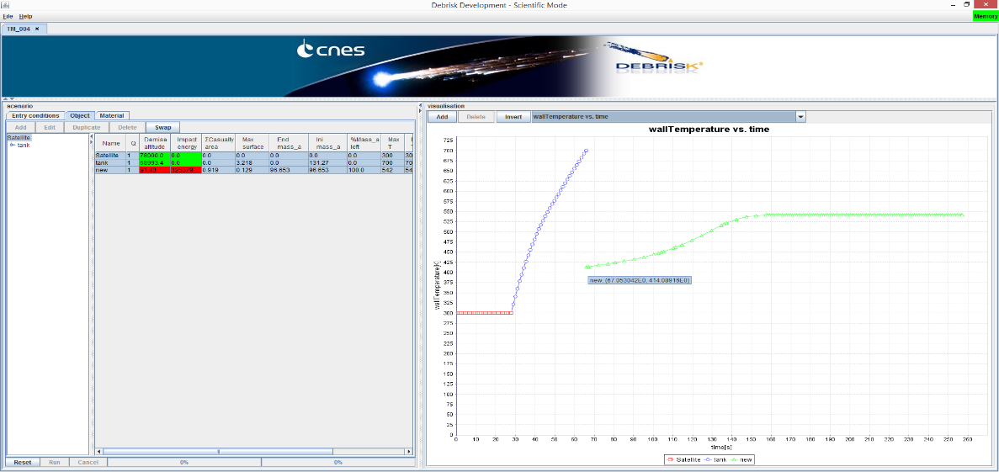 Debrisk Development - Scientific Mode
File Help
Memory
TM_004 ×
cnes
DEBRISK
scenario
Entry conditions Object Material
Add Edit Duplicate Delete Swap
Satellite
tank
Name Q Demise altitude Impact energy ΣCasualty area Max surface End mass_a Ini mass_a %Mass_a left Max T
Satellite 1 78000.0 0.0 0.0 0.0 0.0 0.0 0.0 300 30
tank 1 68993.4 0.0 0.0 3.218 0.0 131.27 0.0 700 70
new 1 0.919 0.129 96.653 96.653 100.0 542 54
Reset Run Cancel 0% 0%
visualisation
Add Delete Invert wallTemperature vs. time
wallTemperature vs. time
wallTemperature[K]
725
700
675
650
625
600
575
550
525
500
475
450
425
400
375
350
325
300
275
250
225
200
175
150
125
100
75
50
25
0
new: (67.053042E0, 414.08916E0)
0 10 20 30 40 50 60 70 80 90 100 110 120 130 140 150 160 170 180 190 200 210 220 230 240 250 260
time[s]
Satellite tank new